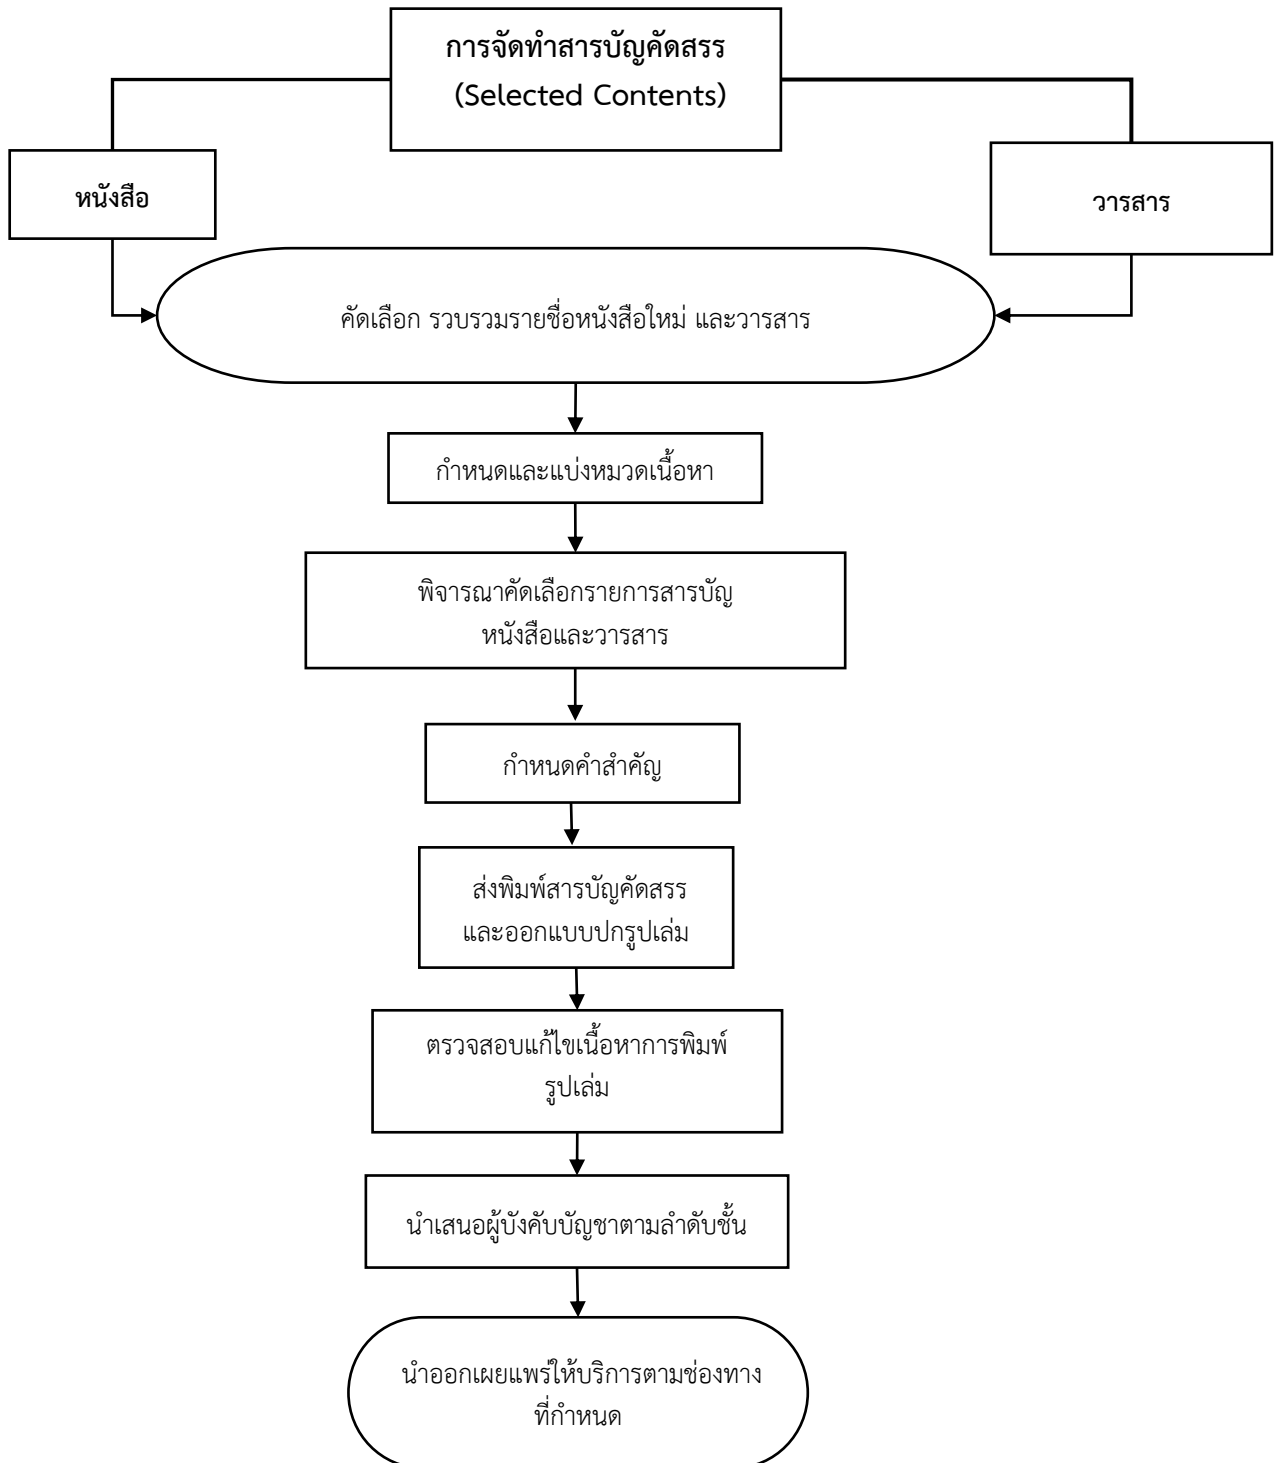 การจัดทำสารบัญคัดสรร
(Selected Contents)
หนังสือ
วารสาร
คัดเลือก รวบรวมรายชื่อหนังสือใหม่ และวารสาร
กำหนดและแบ่งหมวดเนื้อหา
พิจารณาคัดเลือกรายการสารบัญ
หนังสือและวารสาร
กำหนดคำสำคัญ
ส่งพิมพ์สารบัญคัดสรร
และออกแบบปกรูปเล่ม
ตรวจสอบแก้ไขเนื้อหาการพิมพ์
รูปเล่ม
นำเสนอผู้บังคับบัญชาตามลำดับชั้น
นำออกเผยแพร่ให้บริการตามช่องทาง
ที่กำหนด